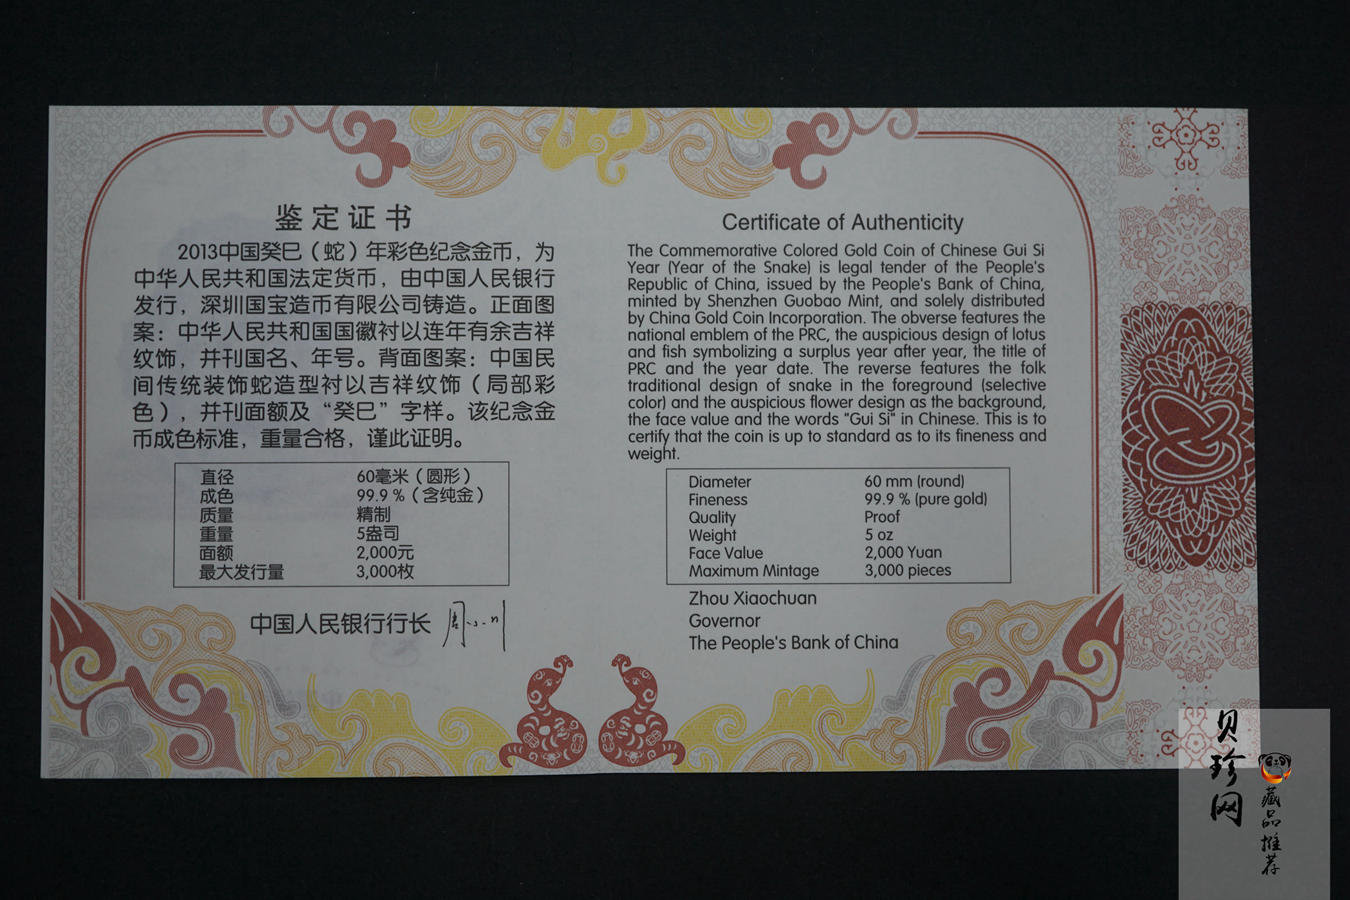 鉴定证书
2013中国癸巳（蛇）年彩色纪念金币，为
中华人民共和国法定货币，由中国人民银行
发行，深圳国宝造币有限公司铸造。正面图
案：中华人民共和国国徽衬以连年有余吉祥
纹饰，并刊国名、年号。背面图案：中国民
间传统装饰蛇造型衬以吉祥纹饰（局部彩
色），并刊面额及“癸巳”字样。该纪念金
币成色标准，重量合格，谨此证明。
直径 60毫米（圆形）
成色 99.9 %（含纯金）
质量 精制
重量 5盎司
面额 2,000元
最大发行量 3,000枚
中国人民银行行长 周小川
Certificate of Authenticity
The Commemorative Colored Gold Coin of Chinese Gui Si
Year (Year of the Snake) is legal tender of the People's
Republic of China, issued by the People's Bank of China,
minted by Shenzhen Guobao Mint, and solely distributed
by China Gold Coin Incorporation. The obverse features the
national emblem of the PRC, the auspicious design of lotus
and fish symbolizing a surplus year after year, the title of
PRC and the year date. The reverse features the folk
traditional design of snake in the foreground (selective
color) and the auspicious flower design as the background,
the face value and the words "Gui Si" in Chinese. This is to
certify that the coin is up to standard as to its fineness and
weight.
Diameter 60 mm (round)
Fineness 99.9 % (pure gold)
Quality Proof
Weight 5 oz
Face Value 2,000 Yuan
Maximum Mintage 3,000 pieces
Zhou Xiaochuan
Governor
The People's Bank of China
贝珍网
藏品推荐